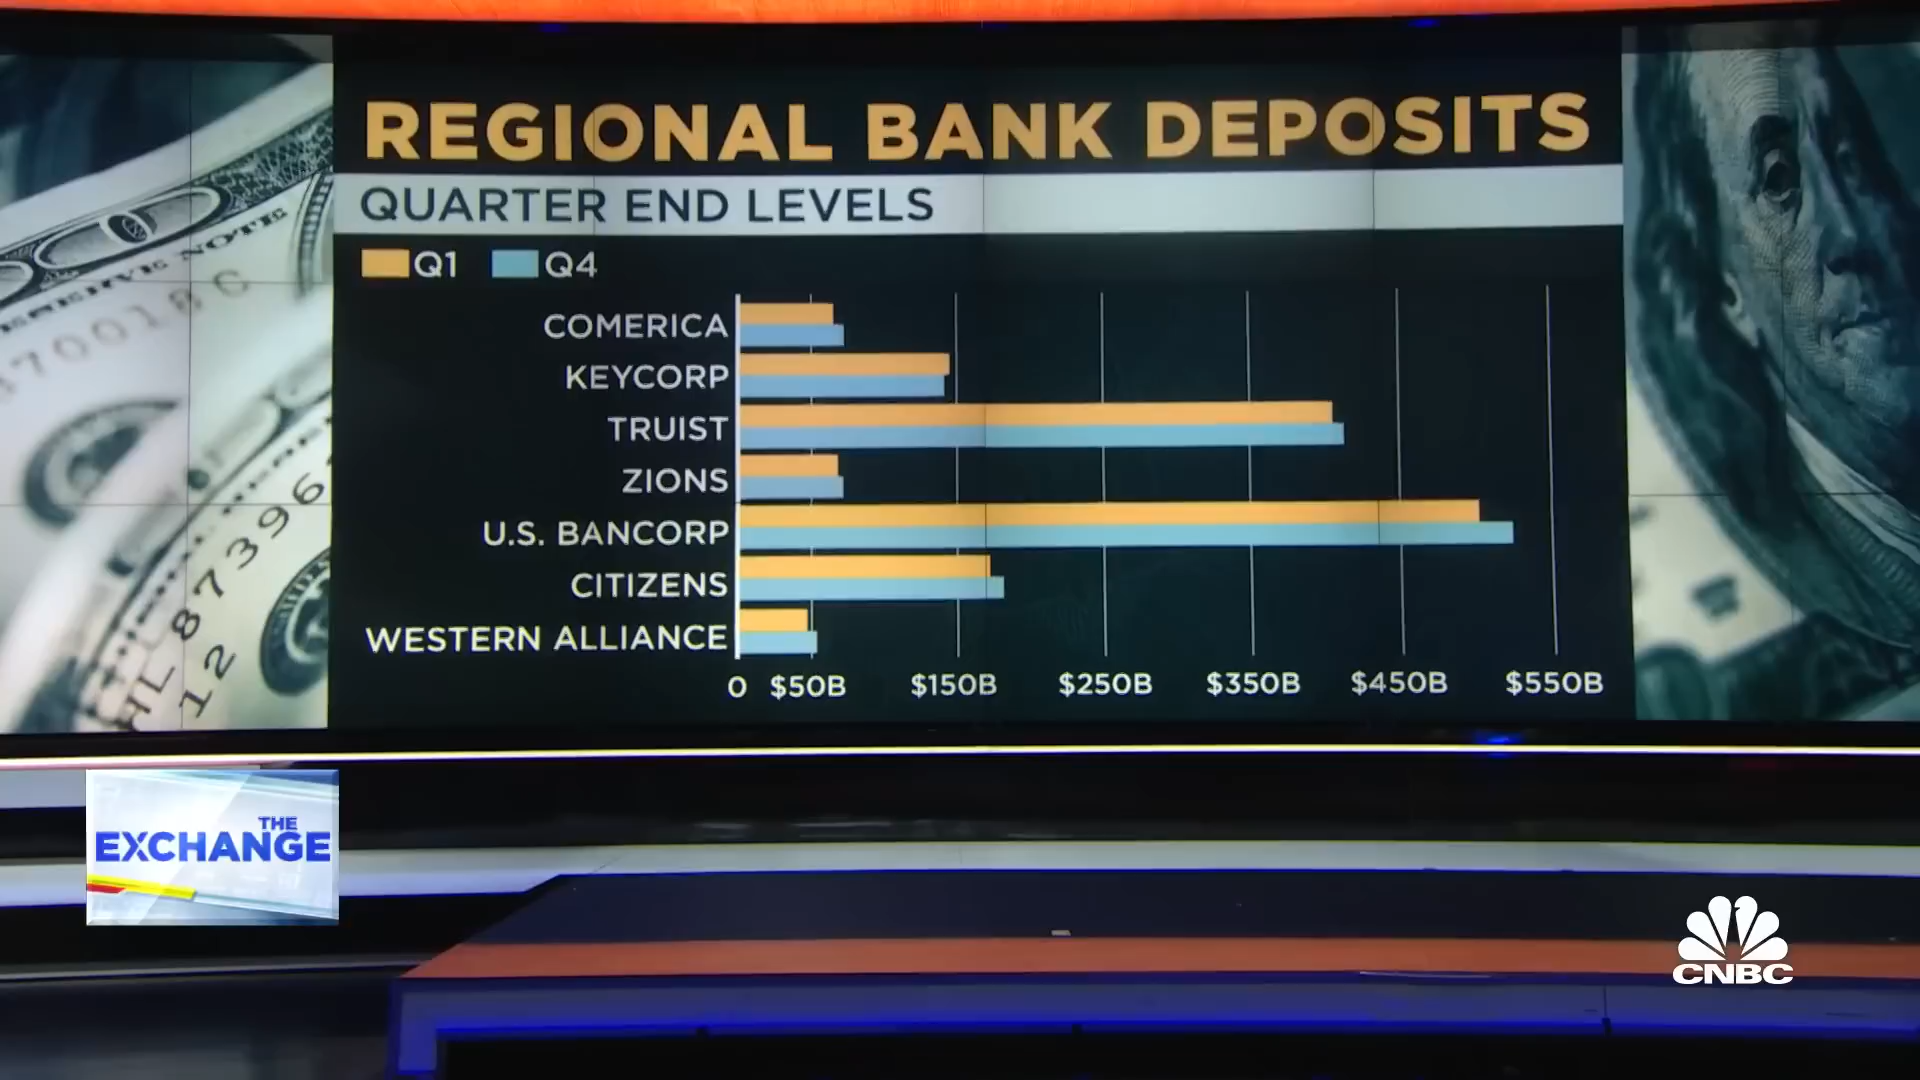 REGIONAL BANK DEPOSITS
QUARTER END LEVELS
Q1 Q4
COMERICA
KEYCORP
TRUIST
ZIONS
U.S. BANCORP
CITIZENS
WESTERN ALLIANCE
0 $50B $150B $250B $350B $450B $550B
THE
EXCHANGE
CNBC